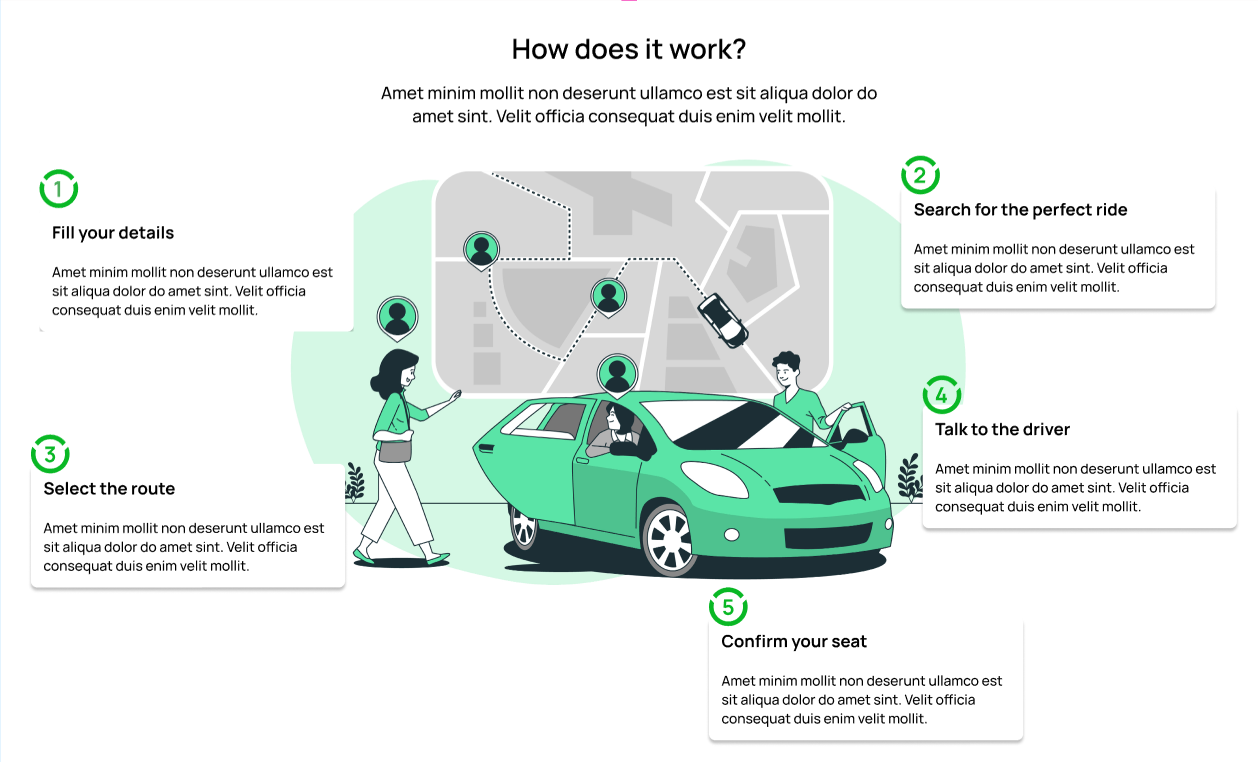 How does it work?
Amet minim mollit non deserunt ullamco est sit aliqua dolor do
amet sint. Velit officia consequat duis enim velit mollit.
1
Fill your details
Amet minim mollit non deserunt ullamco est
sit aliqua dolor do amet sint. Velit officia
consequat duis enim velit mollit.
2
Search for the perfect ride
Amet minim mollit non deserunt ullamco est
sit aliqua dolor do amet sint. Velit officia
consequat duis enim velit mollit.
3
Select the route
Amet minim mollit non deserunt ullamco est
sit aliqua dolor do amet sint. Velit officia
consequat duis enim velit mollit.
4
Talk to the driver
Amet minim mollit non deserunt ullamco est
sit aliqua dolor do amet sint. Velit officia
consequat duis enim velit mollit.
5
Confirm your seat
Amet minim mollit non deserunt ullamco est
sit aliqua dolor do amet sint. Velit officia
consequat duis enim velit mollit.